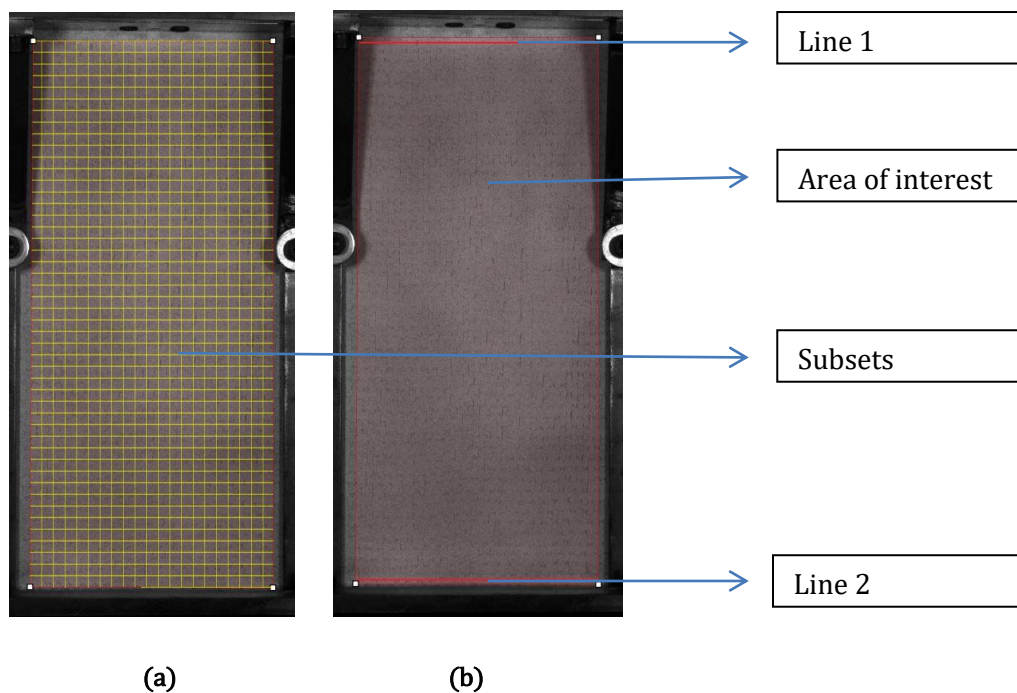 Line 1
Area of interest
Subsets
Line 2
(a)
(b)